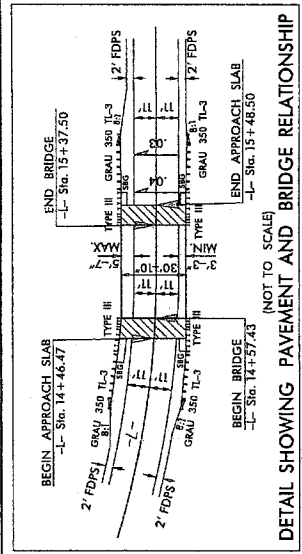 BEGIN APPROACH SLAB
-L- Sta. 14+46.47
END BRIDGE
-L- Sta. 15+37.50
2' FDPS
GRAU 350 TL-3
8:1
SBG
TYPE III
5'-7"
MAX.
TYPE III
SBG
GRAU 350 TL-3
8:1
2' FDPS
11'
11'
-L-
11'
30'-10"
11'
.04
.03
11'
11'
2' FDPS
8:1
GRAU 350 TL-3
SBG
TYPE III
3'-3"
MIN.
TYPE III
SBG
GRAU 350 TL-3
8:1
2' FDPS
BEGIN BRIDGE
-L- Sta. 14+57.43
END APPROACH SLAB
-L- Sta. 15+48.50
(NOT TO SCALE)
DETAIL SHOWING PAVEMENT AND BRIDGE RELATIONSHIP